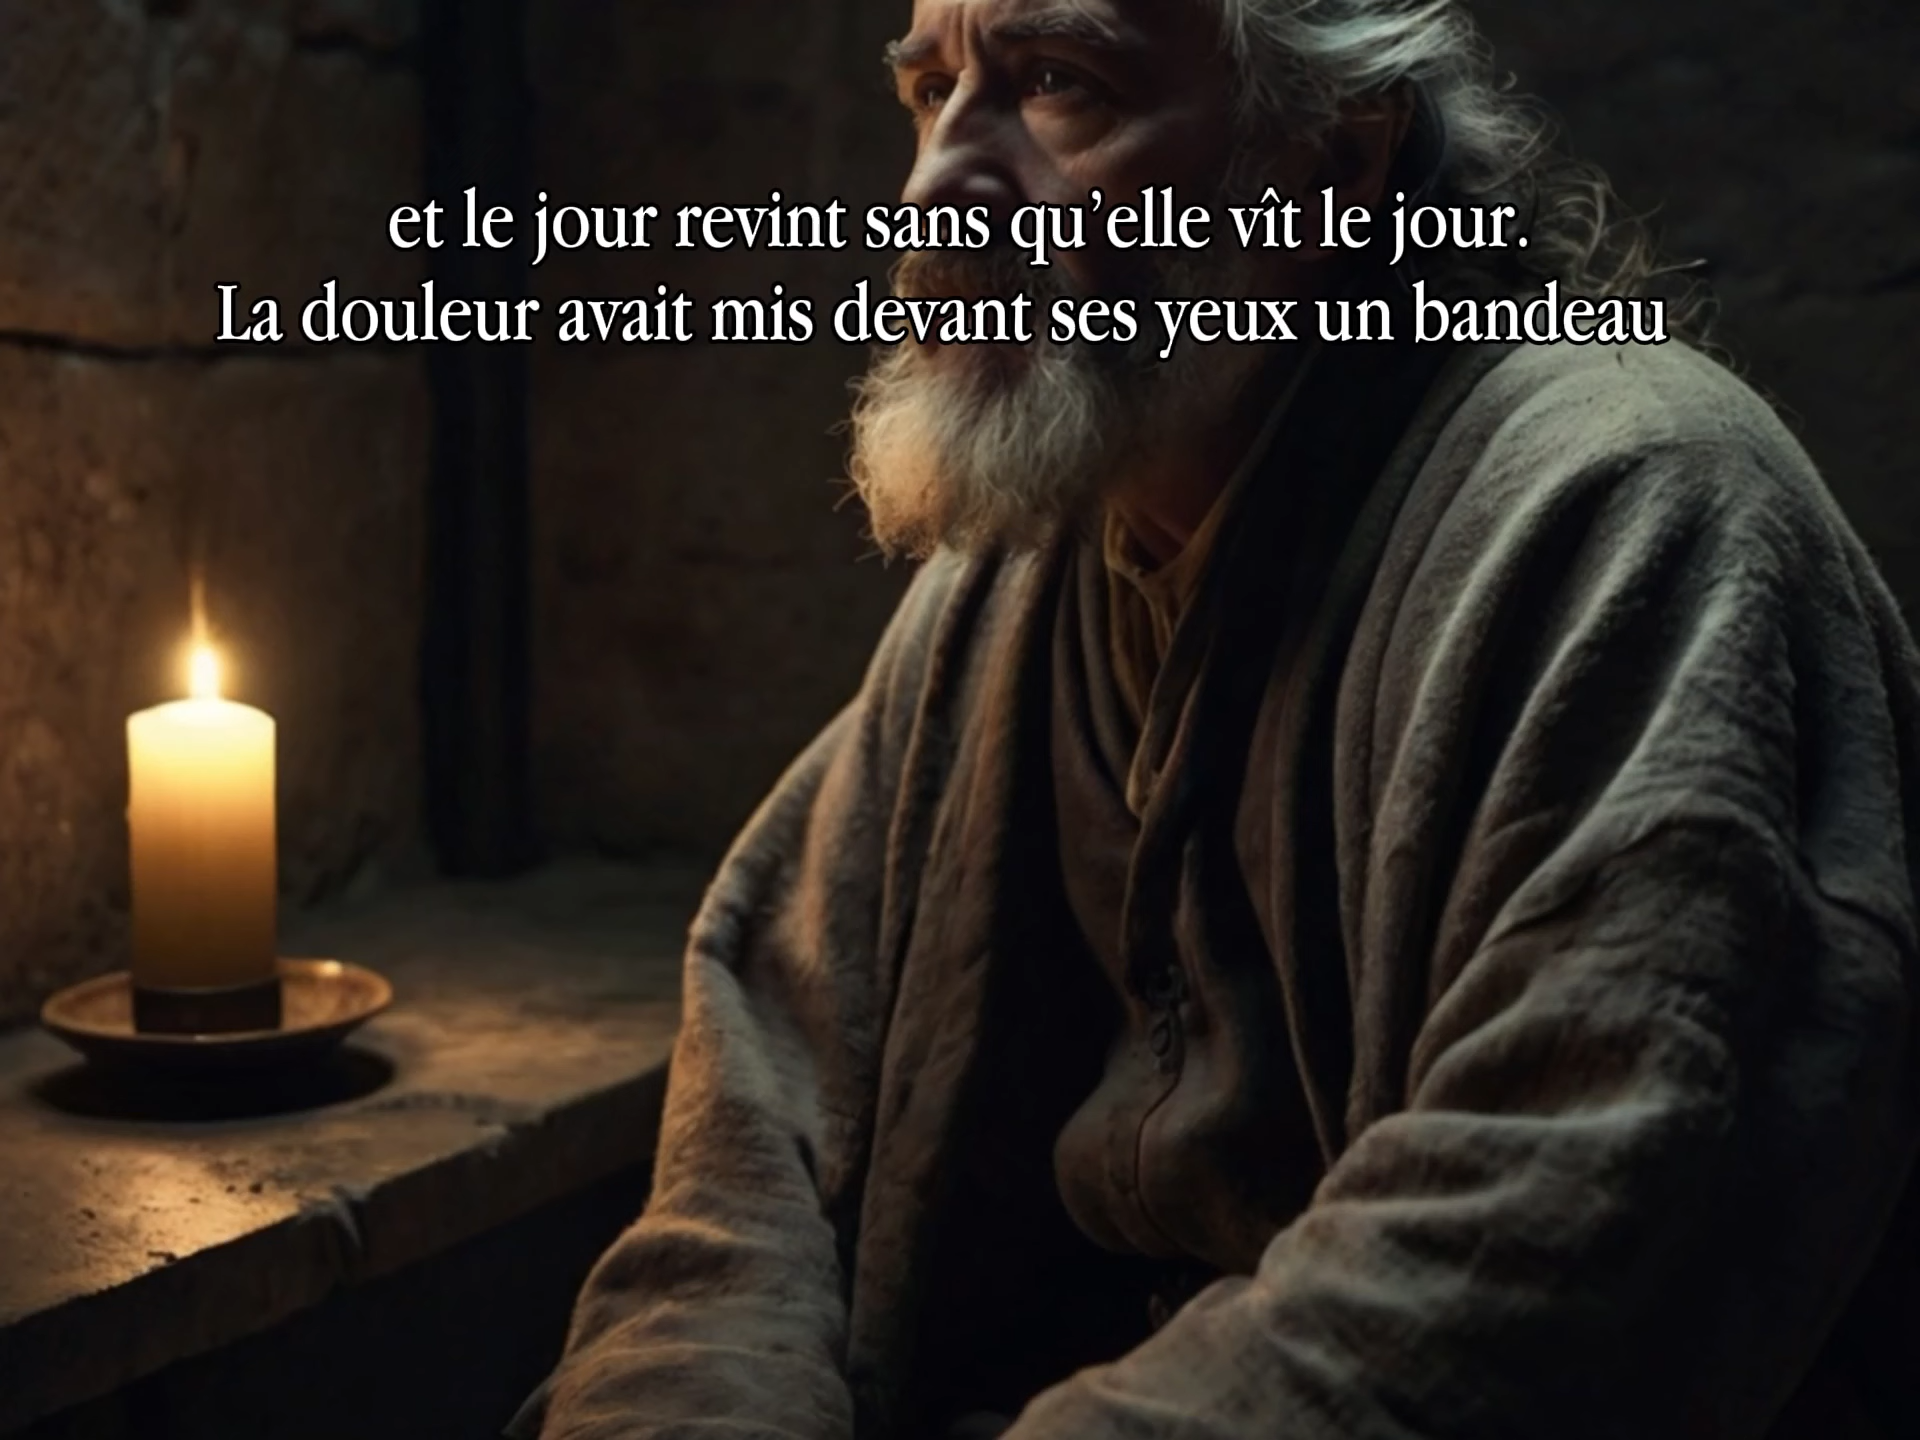 et le jour revint sans qu’elle vît le jour.
La douleur avait mis devant ses yeux un bandeau